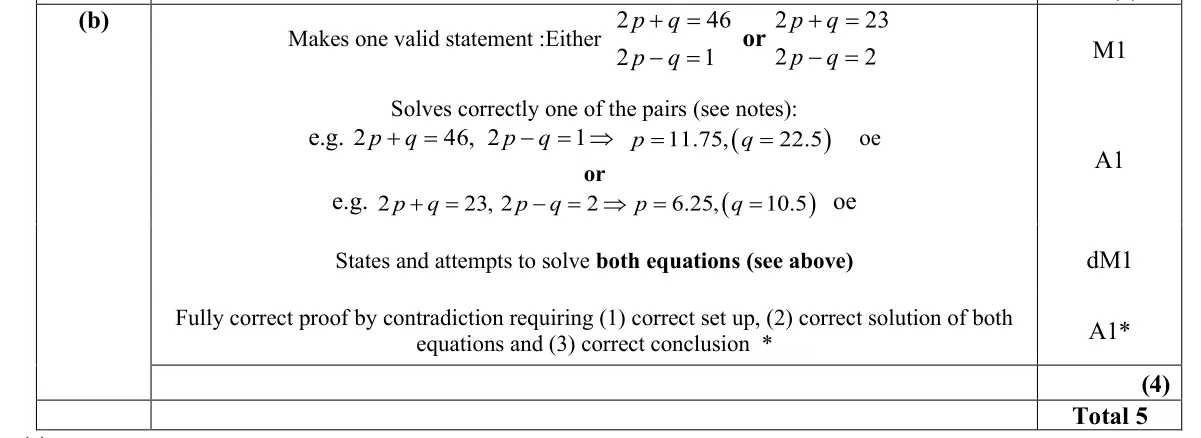 (b)
Makes one valid statement :Either 2p + q = 46 or 2p + q = 23
2p − q = 1 2p − q = 2
M1
Solves correctly one of the pairs (see notes):
e.g. 2p + q = 46, 2p − q = 1 ⇒ p = 11.75, (q = 22.5) oe
or
A1
e.g. 2p + q = 23, 2p − q = 2 ⇒ p = 6.25, (q = 10.5) oe
States and attempts to solve both equations (see above) dM1
Fully correct proof by contradiction requiring (1) correct set up, (2) correct solution of both
equations and (3) correct conclusion *
A1*
(4)
Total 5